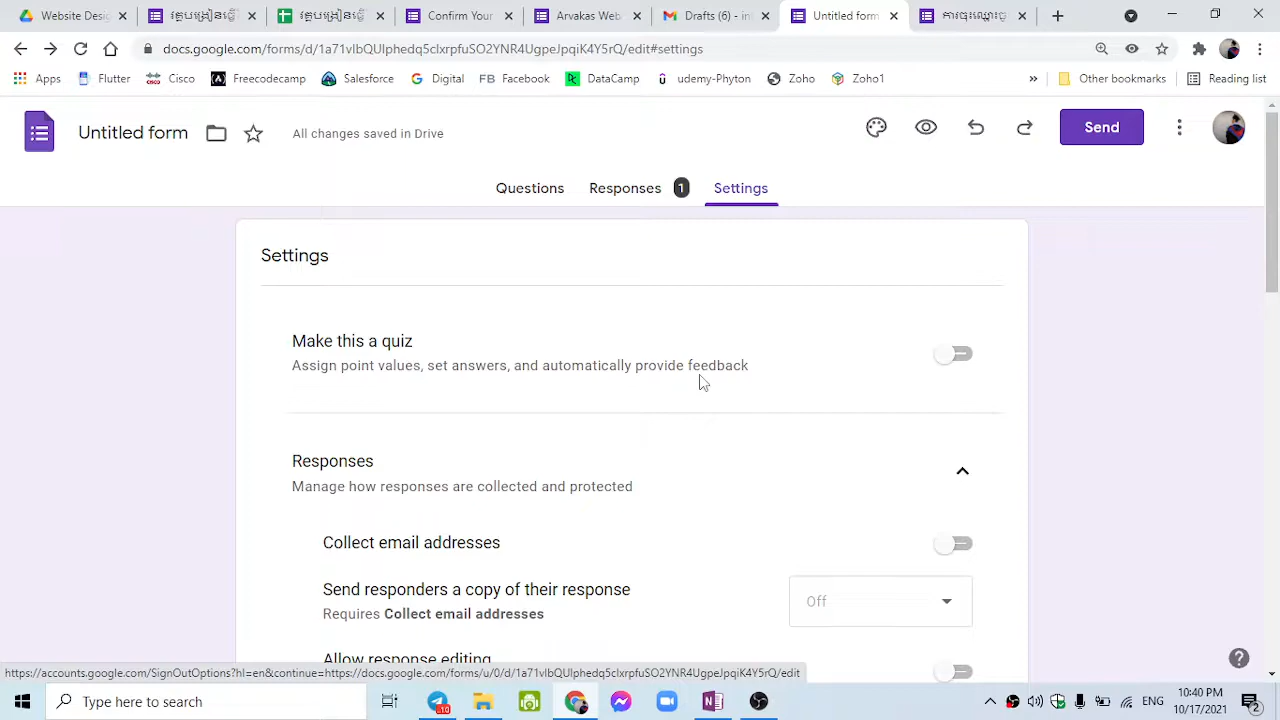 Website Desi
Confirm Your
Arvakas Web
Drafts (
Untitled form
docs.google.com/forms/d/1a71vlbQUlphedq5clxrpfuSO2YNR4UgpeJpqiK4Y5rQ/edit#settings
Apps
Flutter
Cisco
Freecodecamp
Salesforce
Digital
FB Facebook
DataCamp
udemy-Phyton
Zoho
Zoho1
»
Other bookmarks
Reading list
Untitled form
All changes saved in Drive
Send
Questions
Responses 1
Settings
Settings
Make this a quiz
Assign point values, set answers, and automatically provide feedback
Responses
Manage how responses are collected and protected
Collect email addresses
Send responders a copy of their response
Requires Collect email addresses
Off
Allow response editing
https://accounts.google.com/SignOutOptions?hl=en&continue=https://docs.google.com/forms/u/0/d/1a71vlbQUlphedq5clxrpfuSO2YNR4UgpeJpqiK4Y5rQ/edit
Type here to search
ENG
10:40 PM
10/17/2021
2